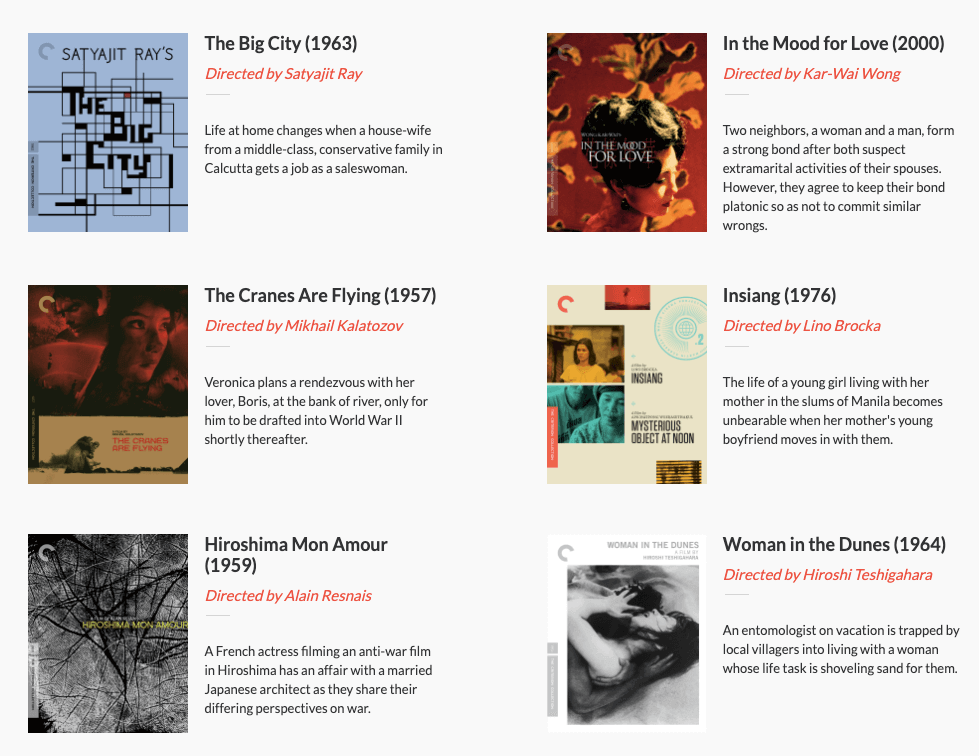 SATYAJIT RAY'S
THE
BIG
CITY
The Big City (1963)
Directed by Satyajit Ray
Life at home changes when a house-wife
from a middle-class, conservative family in
Calcutta gets a job as a saleswoman.
WONG KAR WAI'S
IN THE MOOD
FOR LOVE
In the Mood for Love (2000)
Directed by Kar-Wai Wong
Two neighbors, a woman and a man, form
a strong bond after both suspect
extramarital activities of their spouses.
However, they agree to keep their bond
platonic so as not to commit similar
wrongs.
THE CRANES
ARE FLYING
The Cranes Are Flying (1957)
Directed by Mikhail Kalatozov
Veronica plans a rendezvous with her
lover, Boris, at the bank of river, only for
him to be drafted into World War II
shortly thereafter.
2
INSIANG
MYSTERIOUS
OBJECT AT NOON
Insiang (1976)
Directed by Lino Brocka
The life of a young girl living with her
mother in the slums of Manila becomes
unbearable when her mother's young
boyfriend moves in with them.
HIROSHIMA MON AMOUR
Hiroshima Mon Amour
(1959)
Directed by Alain Resnais
A French actress filming an anti-war film
in Hiroshima has an affair with a married
Japanese architect as they share their
differing perspectives on war.
WOMAN IN THE DUNES
A FILM BY
HIROSHI TESHIGAHARA
Woman in the Dunes (1964)
Directed by Hiroshi Teshigahara
An entomologist on vacation is trapped by
local villagers into living with a woman
whose life task is shoveling sand for them.